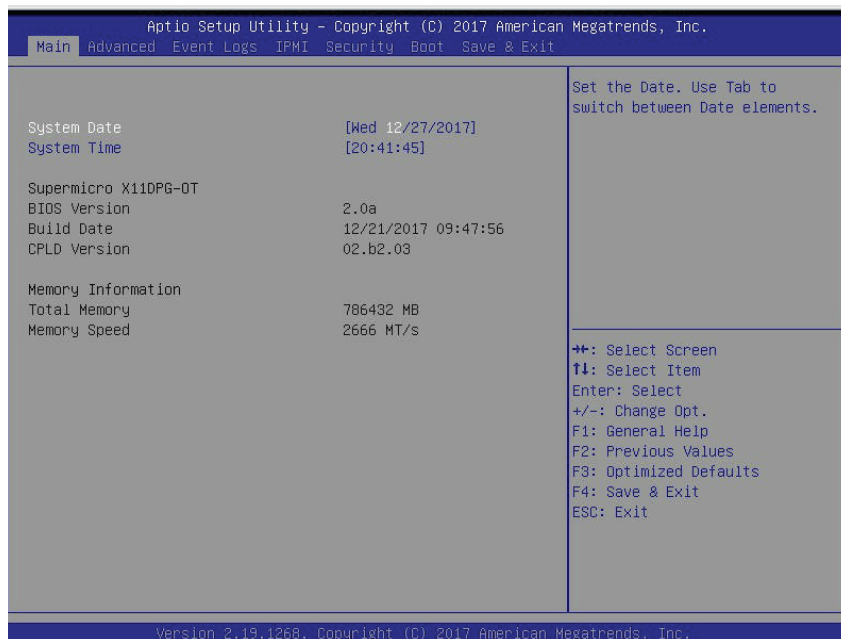 Aptio Setup Utility – Copyright (C) 2017 American Megatrends, Inc.
Main Advanced Event Logs IPMI Security Boot Save & Exit
System Date [Wed 12/27/2017]
System Time [20:41:45]
Supermicro X11DPG-OT
BIOS Version 2.0a
Build Date 12/21/2017 09:47:56
CPLD Version 02.b2.03
Memory Information
Total Memory 786432 MB
Memory Speed 2666 MT/s
Set the Date. Use Tab to
switch between Date elements.
→←: Select Screen
↑↓: Select Item
Enter: Select
+/-: Change Opt.
F1: General Help
F2: Previous Values
F3: Optimized Defaults
F4: Save & Exit
ESC: Exit
Version 2.19.1268. Copyright (C) 2017 American Megatrends, Inc.